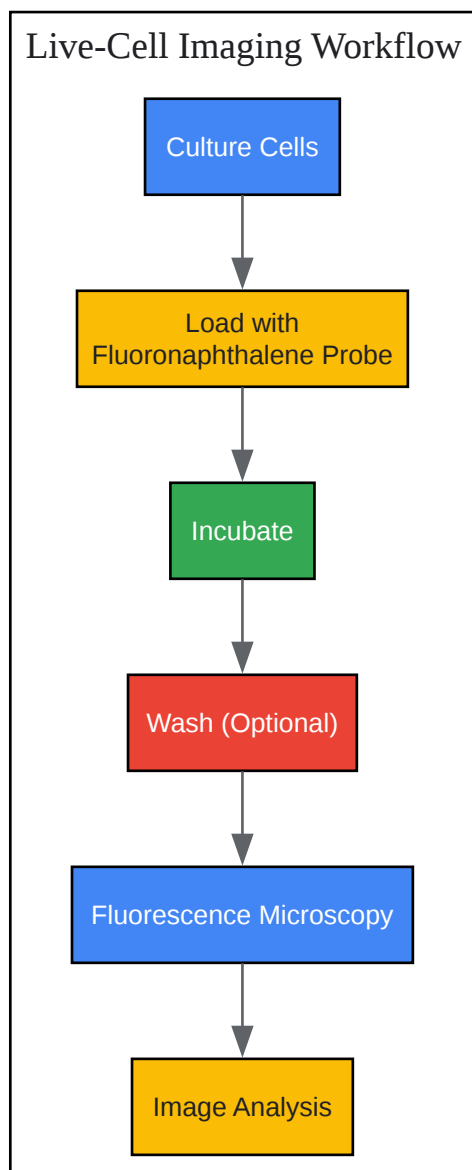 Live-Cell Imaging Workflow
Culture Cells
Load with
Fluoronaphthalene Probe
Incubate
Wash (Optional)
Fluorescence Microscopy
Image Analysis